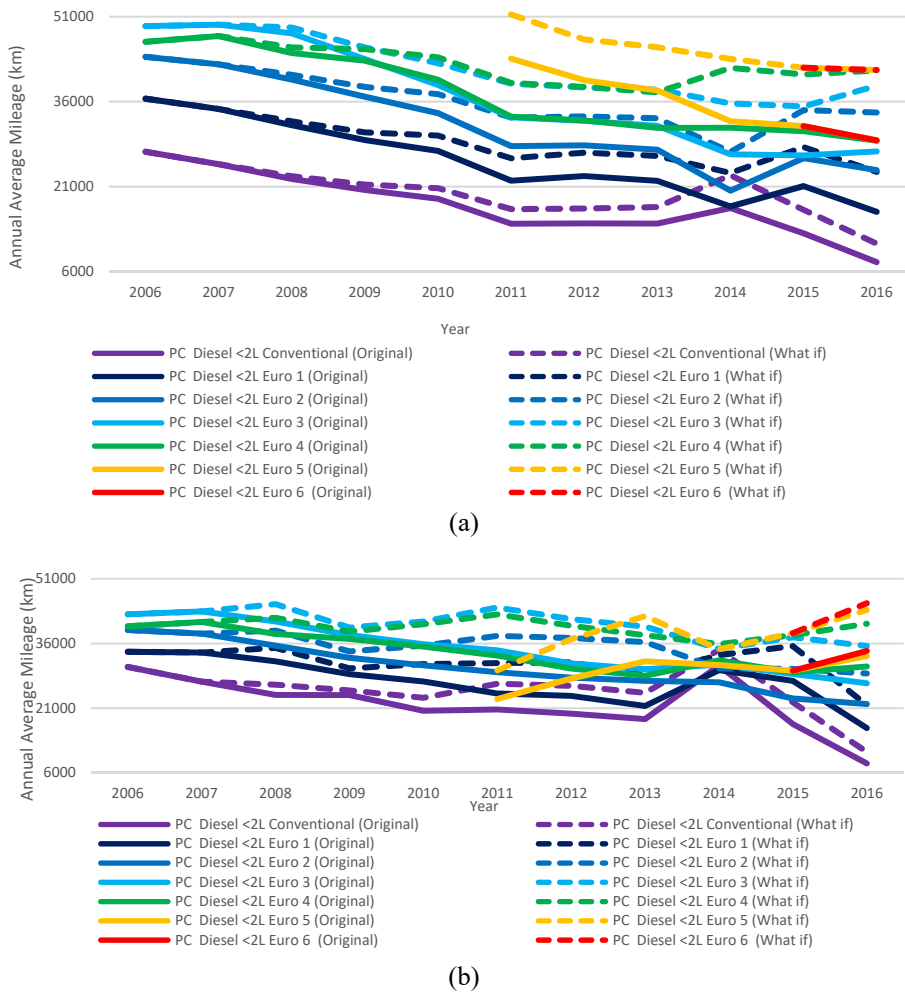 Annual Average Mileage (km)
51000
36000
21000
6000
2006 2007 2008 2009 2010 2011 2012 2013 2014 2015 2016
Year
PC Diesel <2L Conventional (Original) PC Diesel <2L Conventional (What if)
PC Diesel <2L Euro 1 (Original) PC Diesel <2L Euro 1 (What if)
PC Diesel <2L Euro 2 (Original) PC Diesel <2L Euro 2 (What if)
PC Diesel <2L Euro 3 (Original) PC Diesel <2L Euro 3 (What if)
PC Diesel <2L Euro 4 (Original) PC Diesel <2L Euro 4 (What if)
PC Diesel <2L Euro 5 (Original) PC Diesel <2L Euro 5 (What if)
PC Diesel <2L Euro 6 (Original) PC Diesel <2L Euro 6 (What if)
(a)
Annual Average Mileage (km)
51000
36000
21000
6000
2006 2007 2008 2009 2010 2011 2012 2013 2014 2015 2016
Year
PC Diesel <2L Conventional (Original) PC Diesel <2L Conventional (What if)
PC Diesel <2L Euro 1 (Original) PC Diesel <2L Euro 1 (What if)
PC Diesel <2L Euro 2 (Original) PC Diesel <2L Euro 2 (What if)
PC Diesel <2L Euro 3 (Original) PC Diesel <2L Euro 3 (What if)
PC Diesel <2L Euro 4 (Original) PC Diesel <2L Euro 4 (What if)
PC Diesel <2L Euro 5 (Original) PC Diesel <2L Euro 5 (What if)
PC Diesel <2L Euro 6 (Original) PC Diesel <2L Euro 6 (What if)
(b)